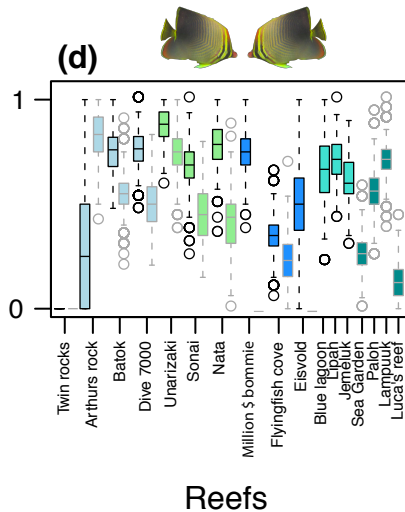 (d)
1
0
Twin rocks
Arthurs rock
Batok
Dive 7000
Unarizaki
Sonai
Nata
Million $ bommie
Flyingfish cove
Eisvold
Blue lagoon
Lipah
Jemeluk
Sea Garden
Paloh
Lampuuk
Luca's reef
Reefs